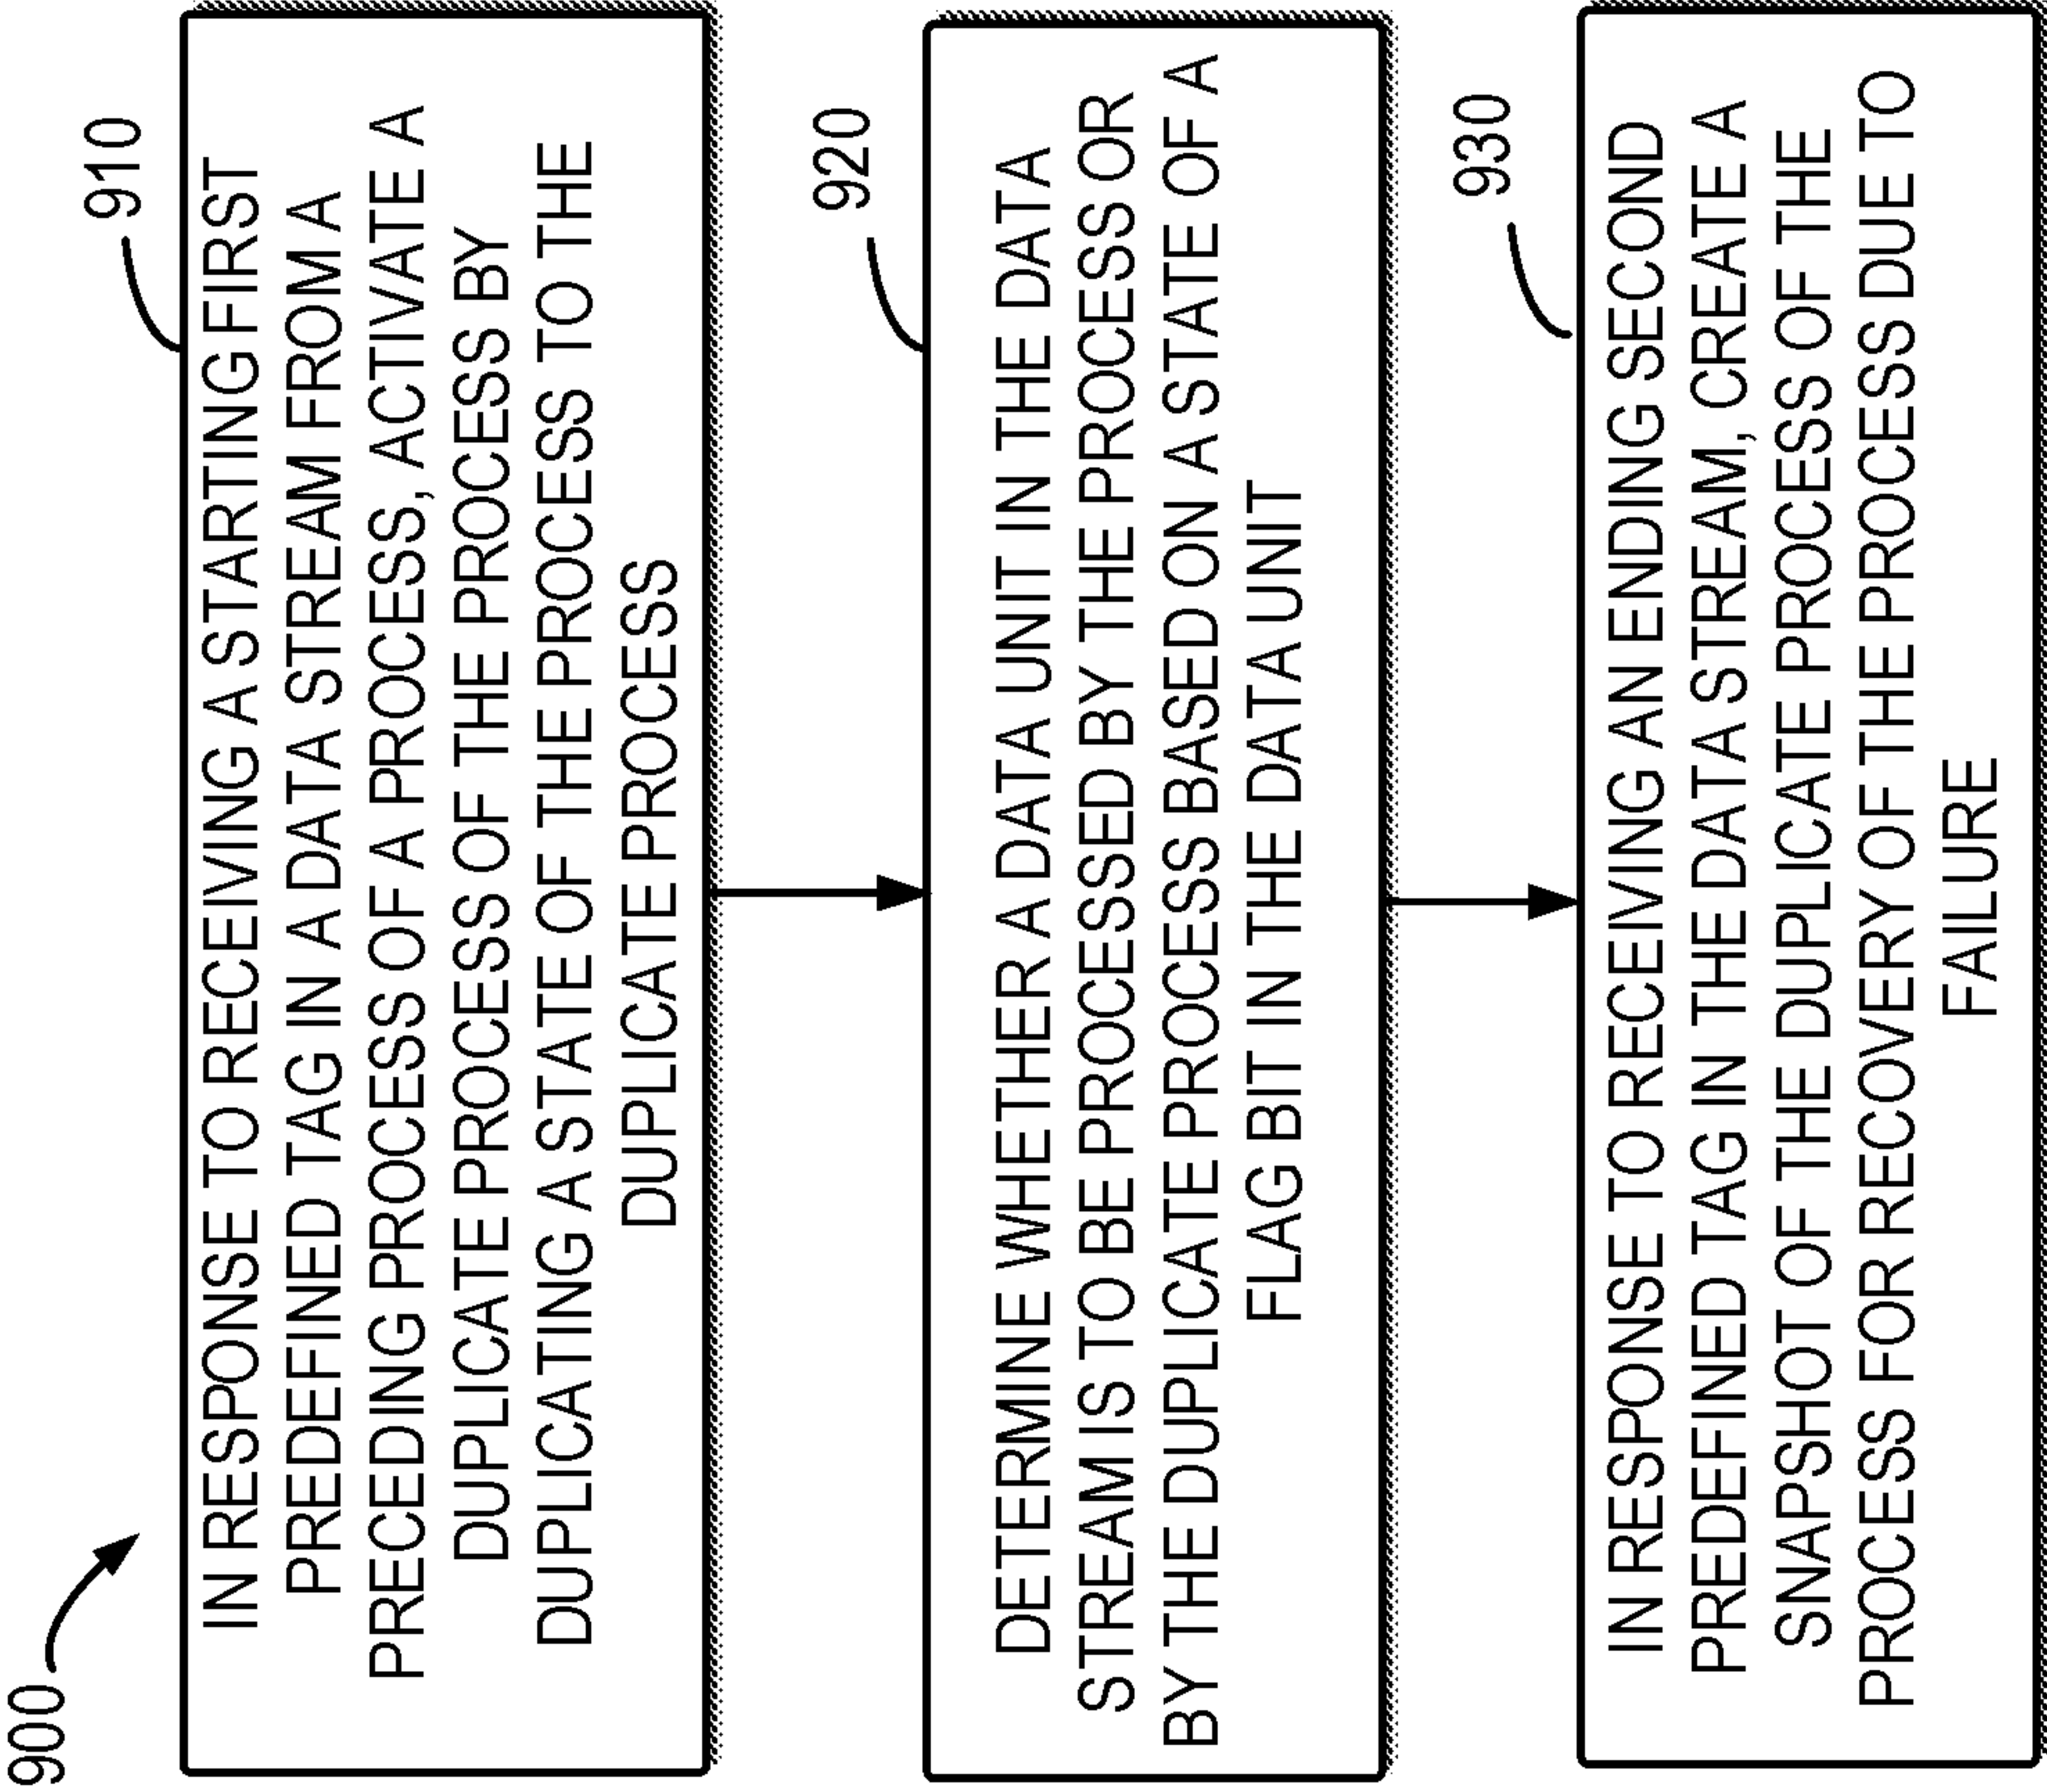 900
910
IN RESPONSE TO RECEIVING A STARTING FIRST
PREDEFINED TAG IN A DATA STREAM FROM A
PRECEDING PROCESS OF A PROCESS, ACTIVATE A
DUPLICATE PROCESS OF THE PROCESS BY
DUPLICATING A STATE OF THE PROCESS TO THE
DUPLICATE PROCESS
920
DETERMINE WHETHER A DATA UNIT IN THE DATA
STREAM IS TO BE PROCESSED BY THE PROCESS OR
BY THE DUPLICATE PROCESS BASED ON A STATE OF A
FLAG BIT IN THE DATA UNIT
930
IN RESPONSE TO RECEIVING AN ENDING SECOND
PREDEFINED TAG IN THE DATA STREAM, CREATE A
SNAPSHOT OF THE DUPLICATE PROCESS OF THE
PROCESS FOR RECOVERY OF THE PROCESS DUE TO
FAILURE